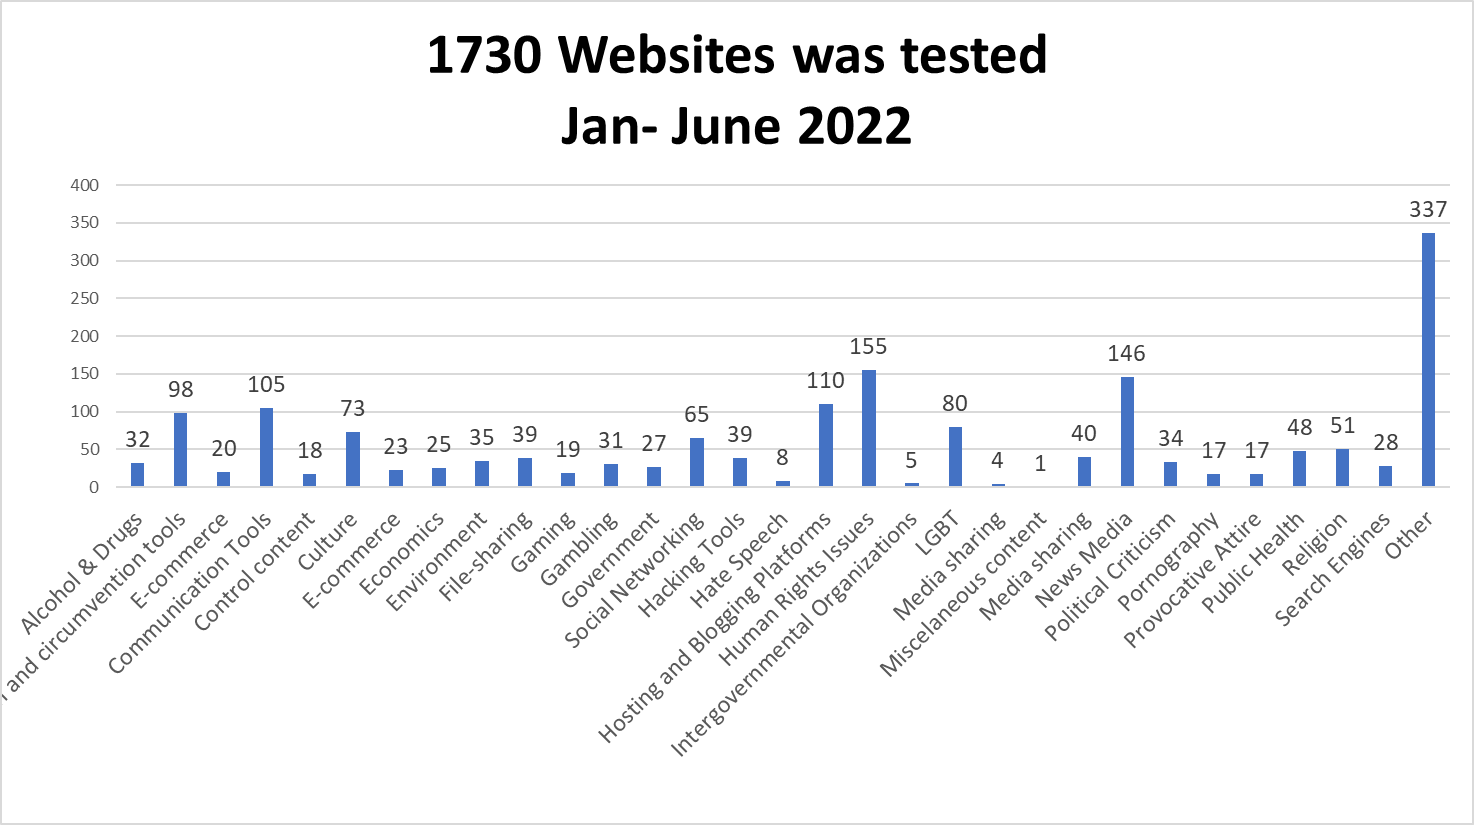 1730 Websites was tested
Jan- June 2022
400
350
300
250
200
150
100
50
0
32
98
20
105
18
73
23
25
35
39
19
31
27
65
39
8
110
155
5
80
4
1
40
146
34
17
17
48
51
28
337
Alcohol & Drugs
and circumvention tools
E-commerce
Communication Tools
Control content
Culture
E-commerce
Economics
Environment
File-sharing
Gaming
Gambling
Government
Social Networking
Hacking Tools
Hate Speech
Hosting and Blogging Platforms
Human Rights Issues
Intergovernmental Organizations
LGBT
Media sharing
Miscelaneous content
Media sharing
News Media
Political Criticism
Pornography
Provocative Attire
Public Health
Religion
Search Engines
Other